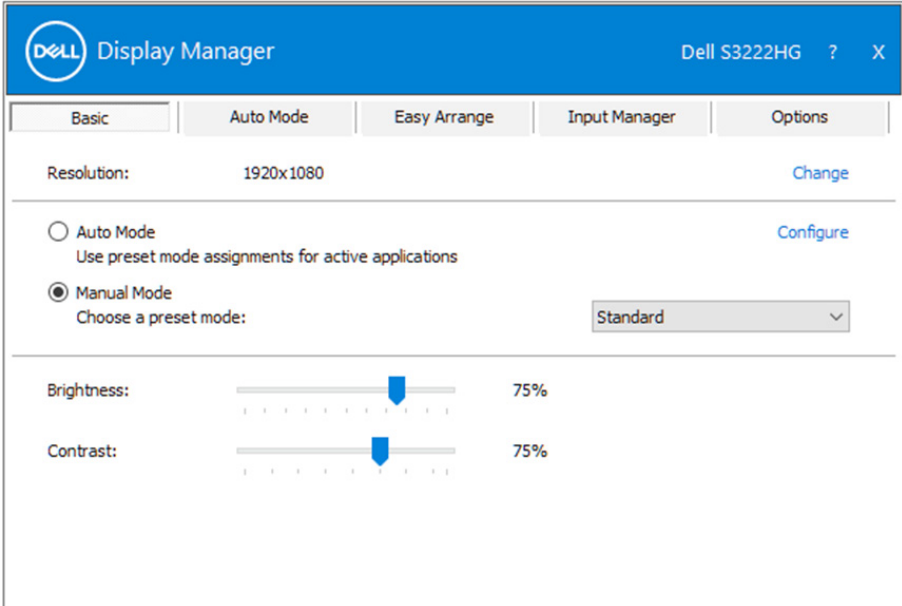 DELL Display Manager Dell S3222HG ? X
Basic Auto Mode Easy Arrange Input Manager Options
Resolution: 1920x1080 Change
Auto Mode Configure
Use preset mode assignments for active applications
Manual Mode
Choose a preset mode: Standard
Brightness: 75%
Contrast: 75%